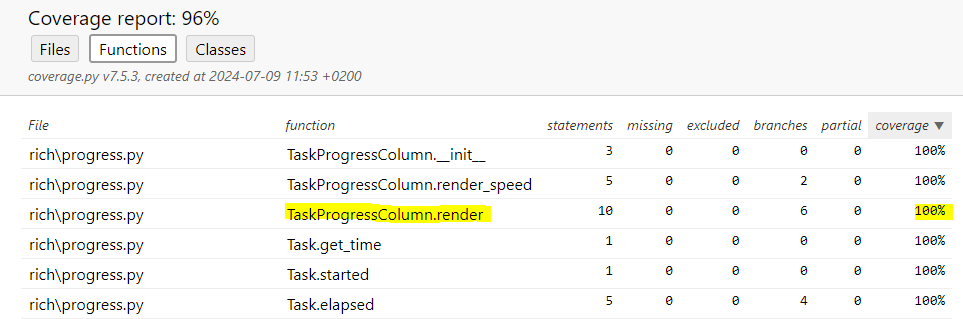 Coverage report: 96%
Files Functions Classes
coverage.py v7.5.3, created at 2024-07-09 11:53 +0200
File function statements missing excluded branches partial coverage ▼
rich\progress.py TaskProgressColumn.__init__ 3 0 0 0 0 100%
rich\progress.py TaskProgressColumn.render_speed 5 0 0 2 0 100%
rich\progress.py TaskProgressColumn.render 10 0 0 6 0 100%
rich\progress.py Task.get_time 1 0 0 0 0 100%
rich\progress.py Task.started 1 0 0 0 0 100%
rich\progress.py Task.elapsed 5 0 0 4 0 100%